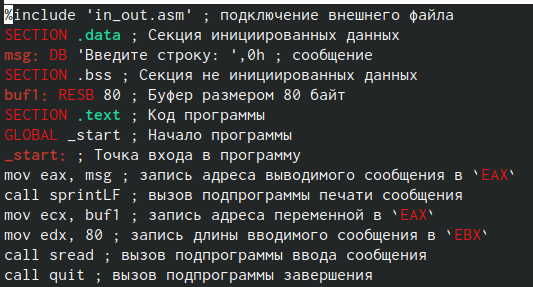 %include 'in_out.asm' ; подключение внешнего файла
SECTION .data ; Секция инициированных данных
msg: DB 'Введите строку: ',0h ; сообщение
SECTION .bss ; Секция не инициированных данных
buf1: RESB 80 ; Буфер размером 80 байт
SECTION .text ; Код программы
GLOBAL _start ; Начало программы
_start: ; Точка входа в программу
mov eax, msg ; запись адреса выводимого сообщения в `EAX`
call sprintLF ; вызов подпрограммы печати сообщения
mov ecx, buf1 ; запись адреса переменной в `EAX`
mov edx, 80 ; запись длины вводимого сообщения в `EBX`
call sread ; вызов подпрограммы ввода сообщения
call quit ; вызов подпрограммы завершения